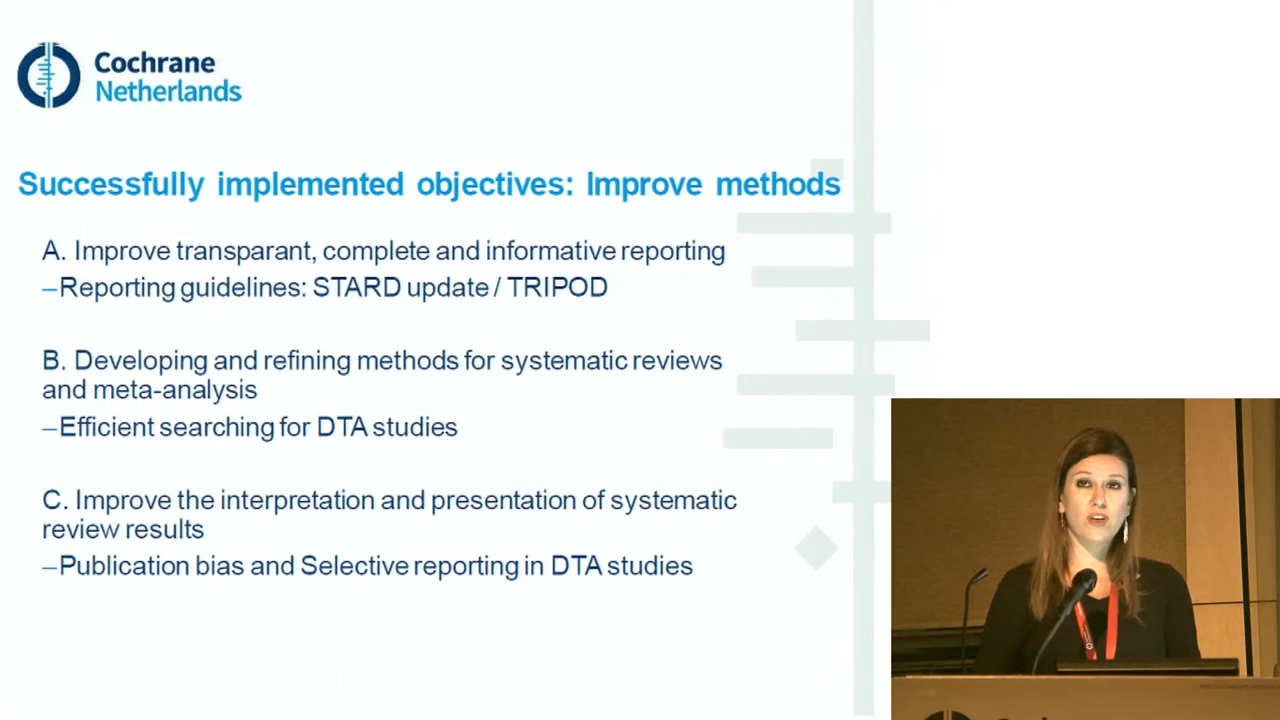 Cochrane
Netherlands
Successfully implemented objectives: Improve methods
A. Improve transparant, complete and informative reporting
–Reporting guidelines: STARD update / TRIPOD
B. Developing and refining methods for systematic reviews
and meta-analysis
–Efficient searching for DTA studies
C. Improve the interpretation and presentation of systematic
review results
–Publication bias and Selective reporting in DTA studies